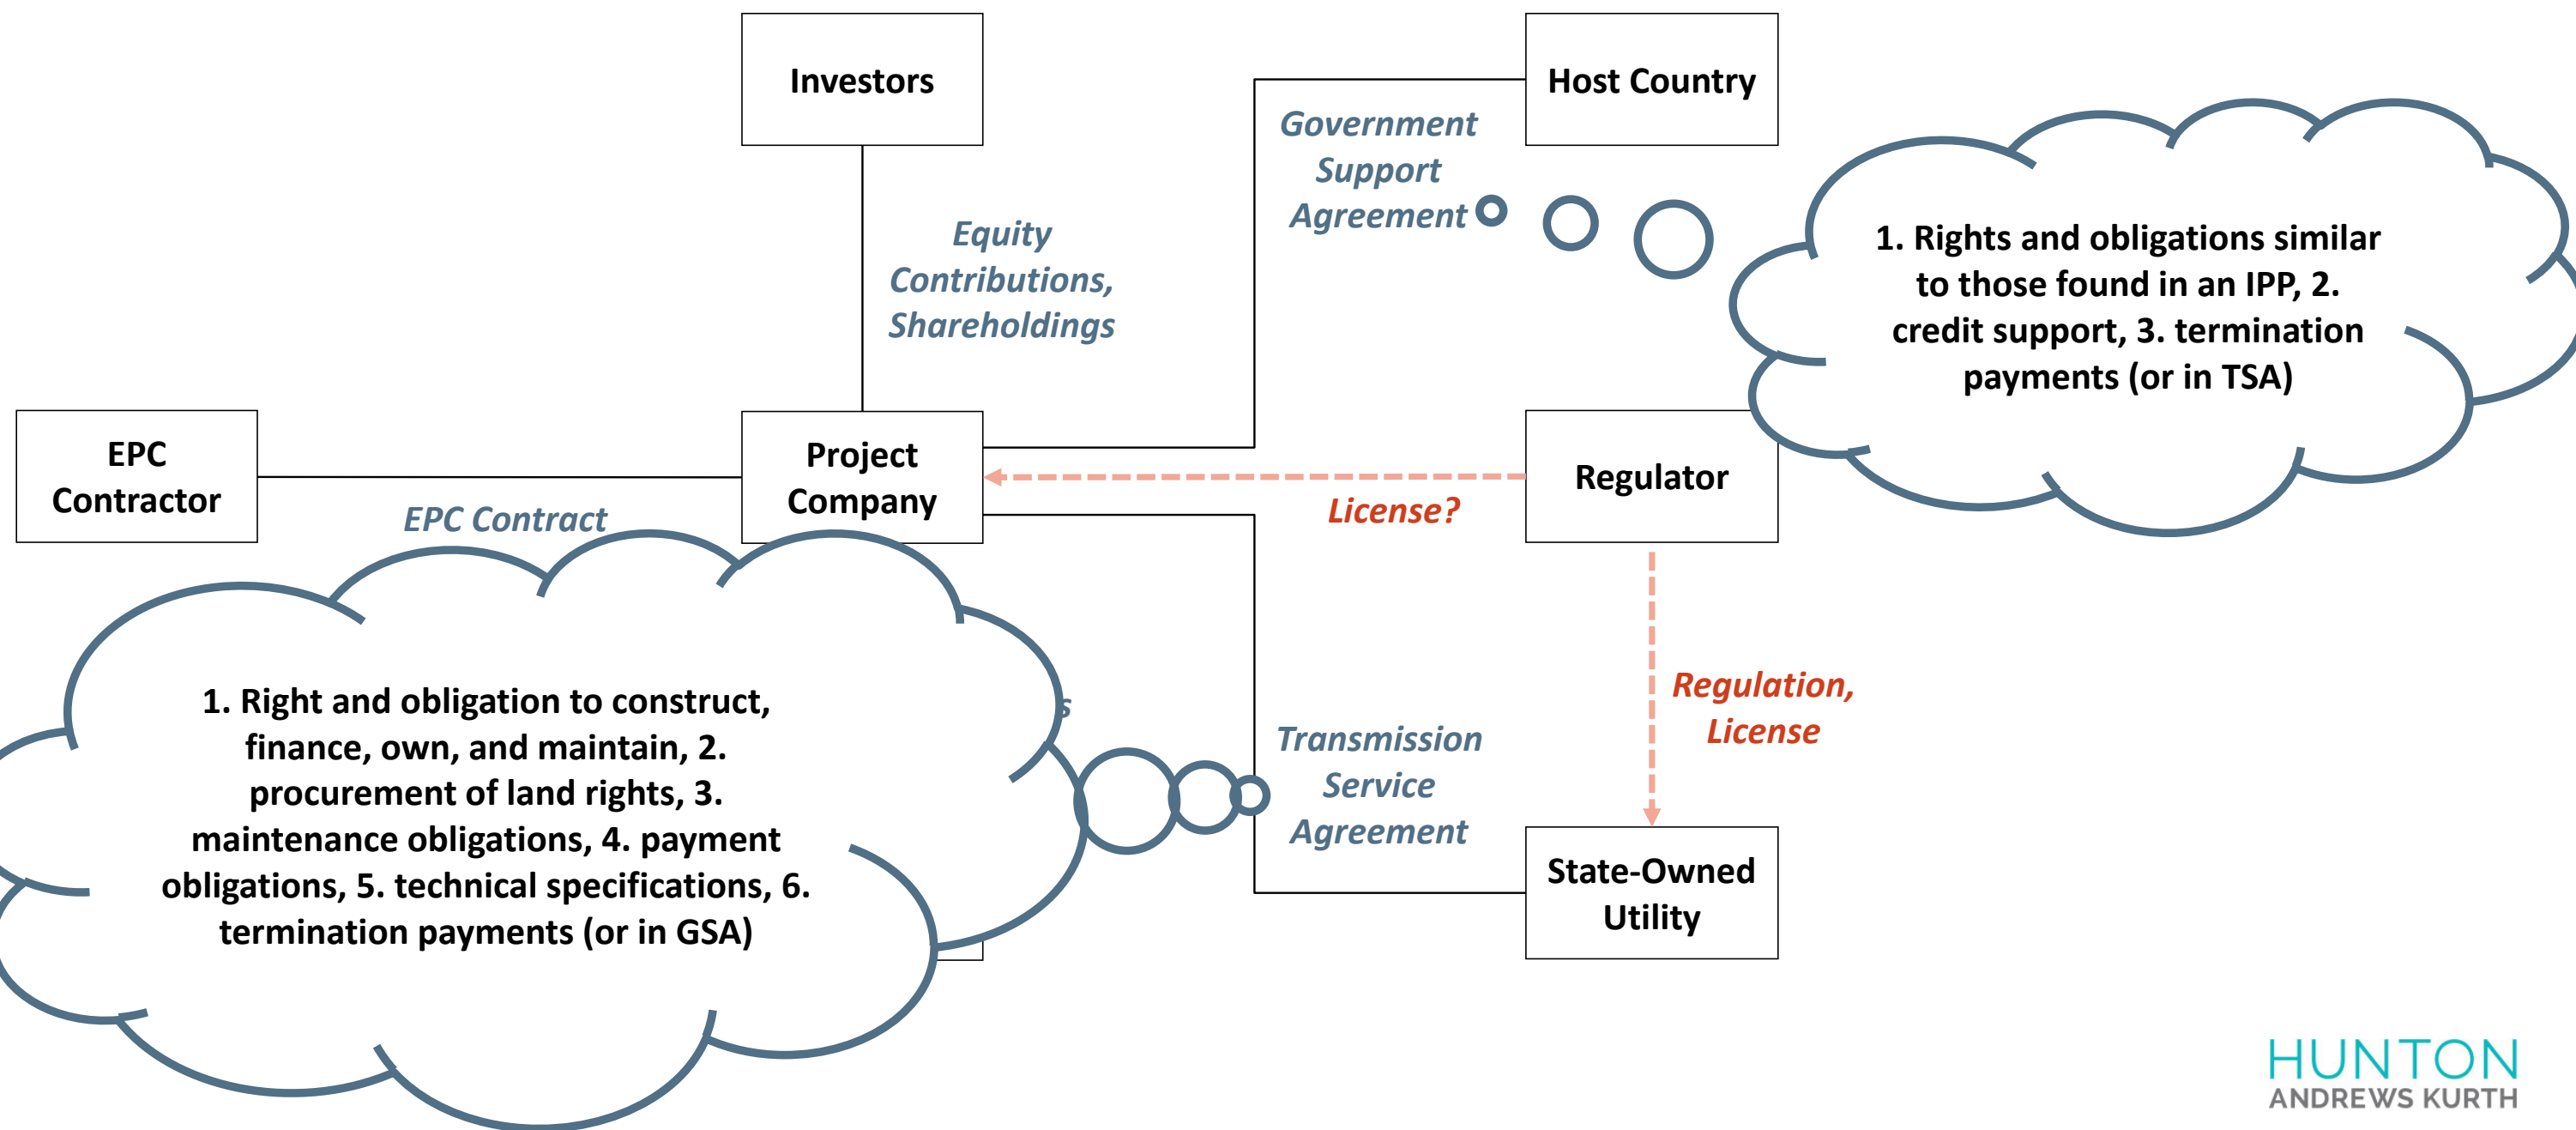 Investors
Host Country
Government
Support
Agreement
Equity
Contributions,
Shareholdings
1. Rights and obligations similar
to those found in an IPP, 2.
credit support, 3. termination
payments (or in TSA)
EPC
Contractor
EPC Contract
Project
Company
License?
Regulator
Regulation,
License
1. Right and obligation to construct,
finance, own, and maintain, 2.
procurement of land rights, 3.
maintenance obligations, 4. payment
obligations, 5. technical specifications, 6.
termination payments (or in GSA)
Transmission
Service
Agreement
State-Owned
Utility
HUNTON
ANDREWS KURTH